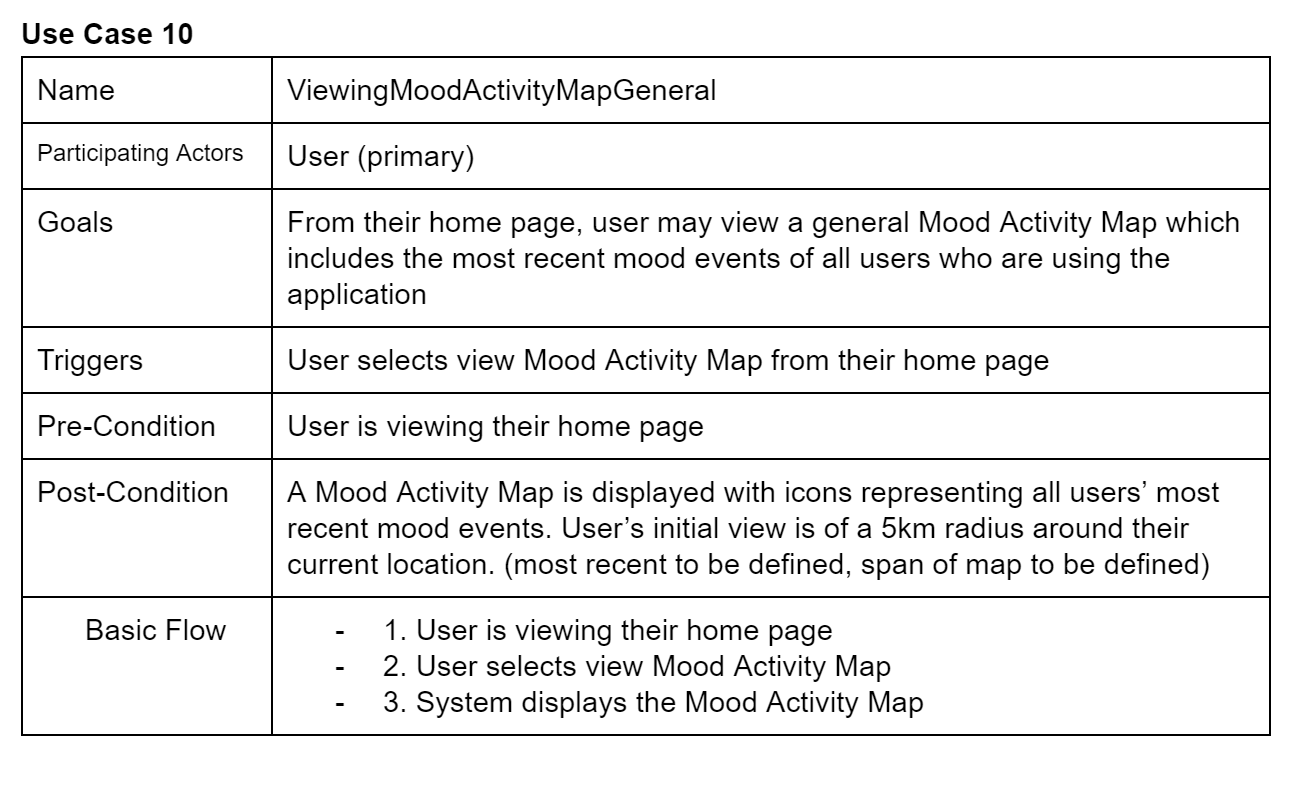 Use Case 10
Name
ViewingMoodActivityMapGeneral
Participating Actors
User (primary)
Goals
From their home page, user may view a general Mood Activity Map which
includes the most recent mood events of all users who are using the
application
Triggers
User selects view Mood Activity Map from their home page
Pre-Condition
User is viewing their home page
Post-Condition
A Mood Activity Map is displayed with icons representing all users’ most
recent mood events. User’s initial view is of a 5km radius around their
current location. (most recent to be defined, span of map to be defined)
Basic Flow
- 1. User is viewing their home page
- 2. User selects view Mood Activity Map
- 3. System displays the Mood Activity Map